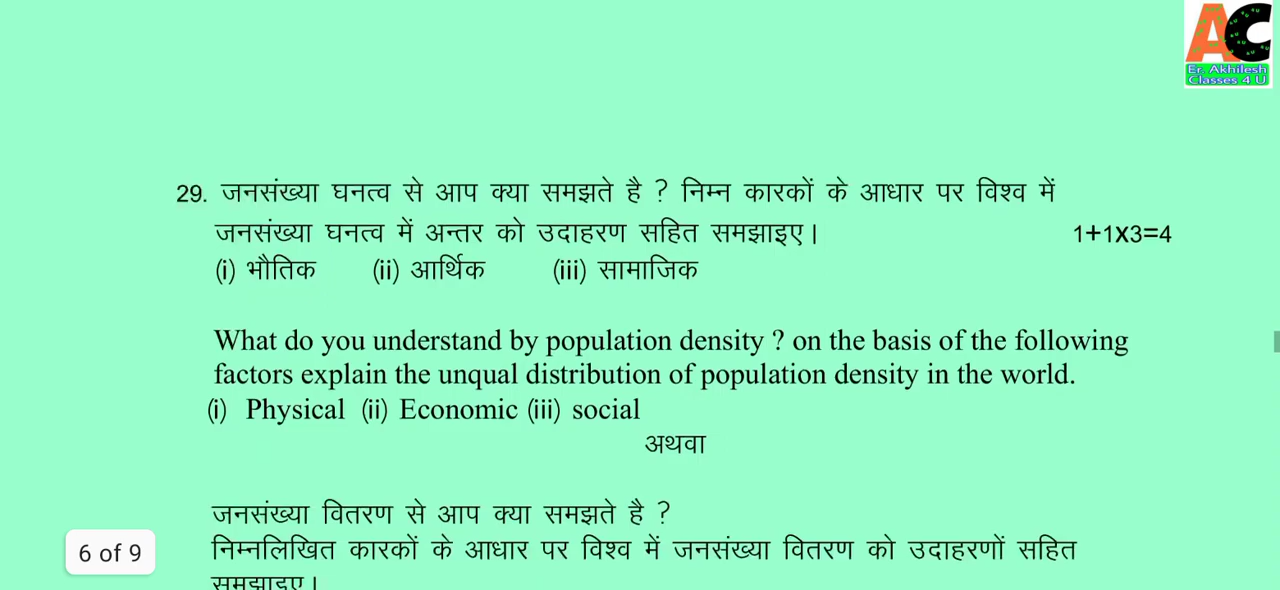 AC
Er. Akhilesh
Classes 4 U
29. जनसंख्या घनत्व से आप क्या समझते है ? निम्न कारकों के आधार पर विश्व में
जनसंख्या घनत्व में अन्तर को उदाहरण सहित समझाइए। 1+1x3=4
(i) भौतिक (ii) आर्थिक (iii) सामाजिक
What do you understand by population density ? on the basis of the following
factors explain the unqual distribution of population density in the world.
(i) Physical (ii) Economic (iii) social
अथवा
जनसंख्या वितरण से आप क्या समझते है ?
निम्नलिखित कारकों के आधार पर विश्व में जनसंख्या वितरण को उदाहरणों सहित
समझाइए।
6 of 9